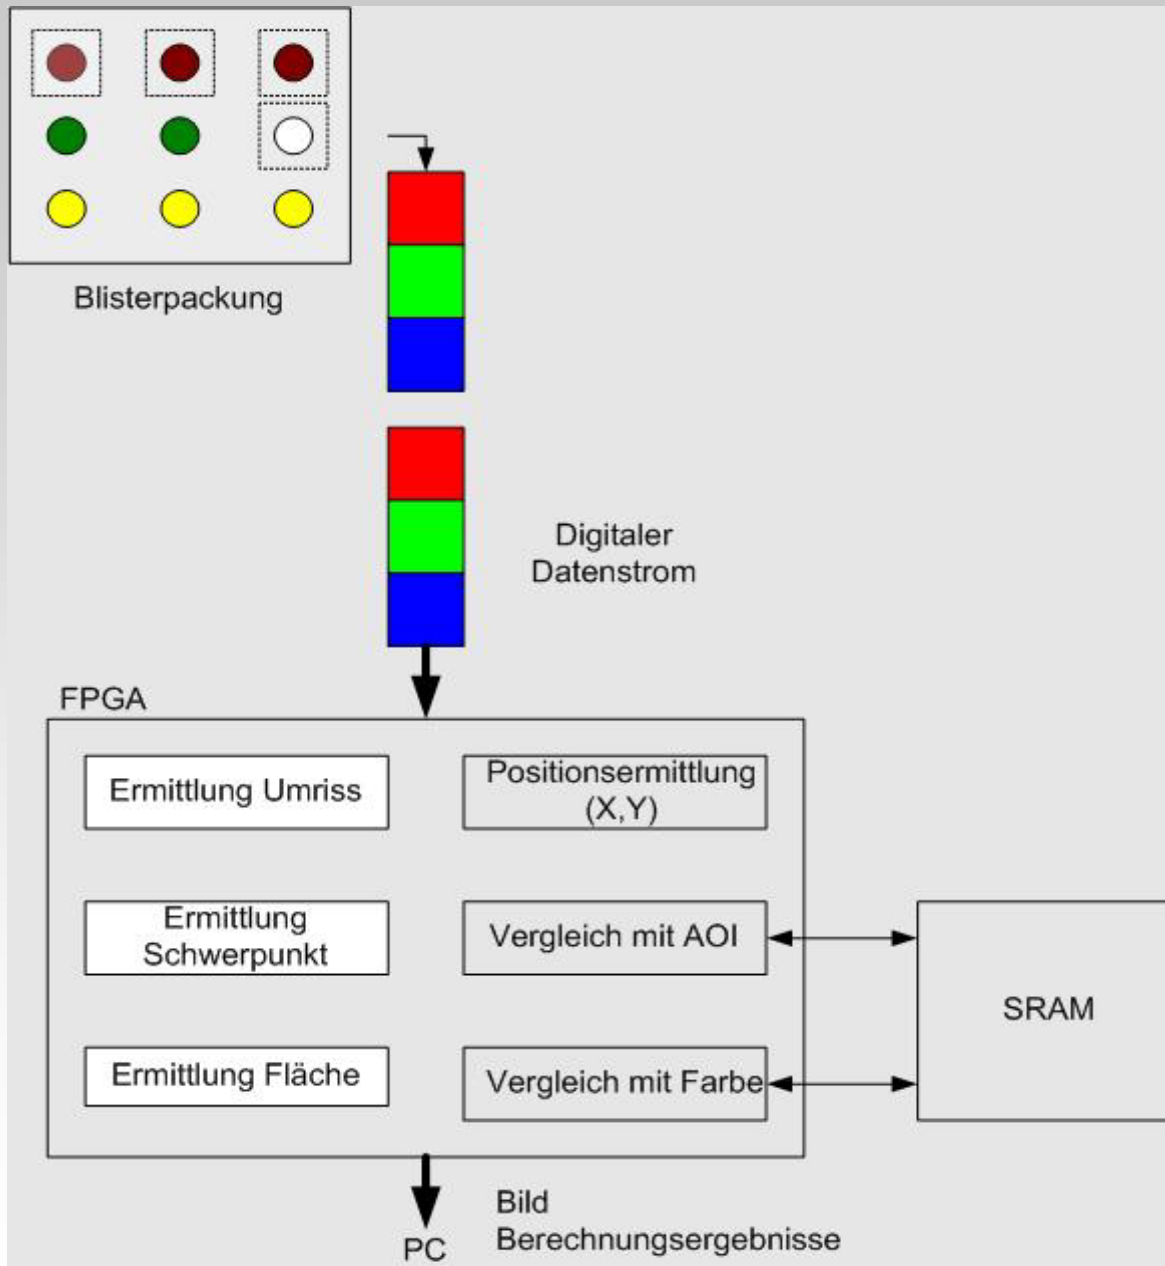 Blisterpackung
Digitaler
Datenstrom
FPGA
Ermittlung Umriss
Positionsermittlung
(X,Y)
Ermittlung
Schwerpunkt
Vergleich mit AOI
SRAM
Ermittlung Fläche
Vergleich mit Farbe
PC
Bild
Berechnungsergebnisse